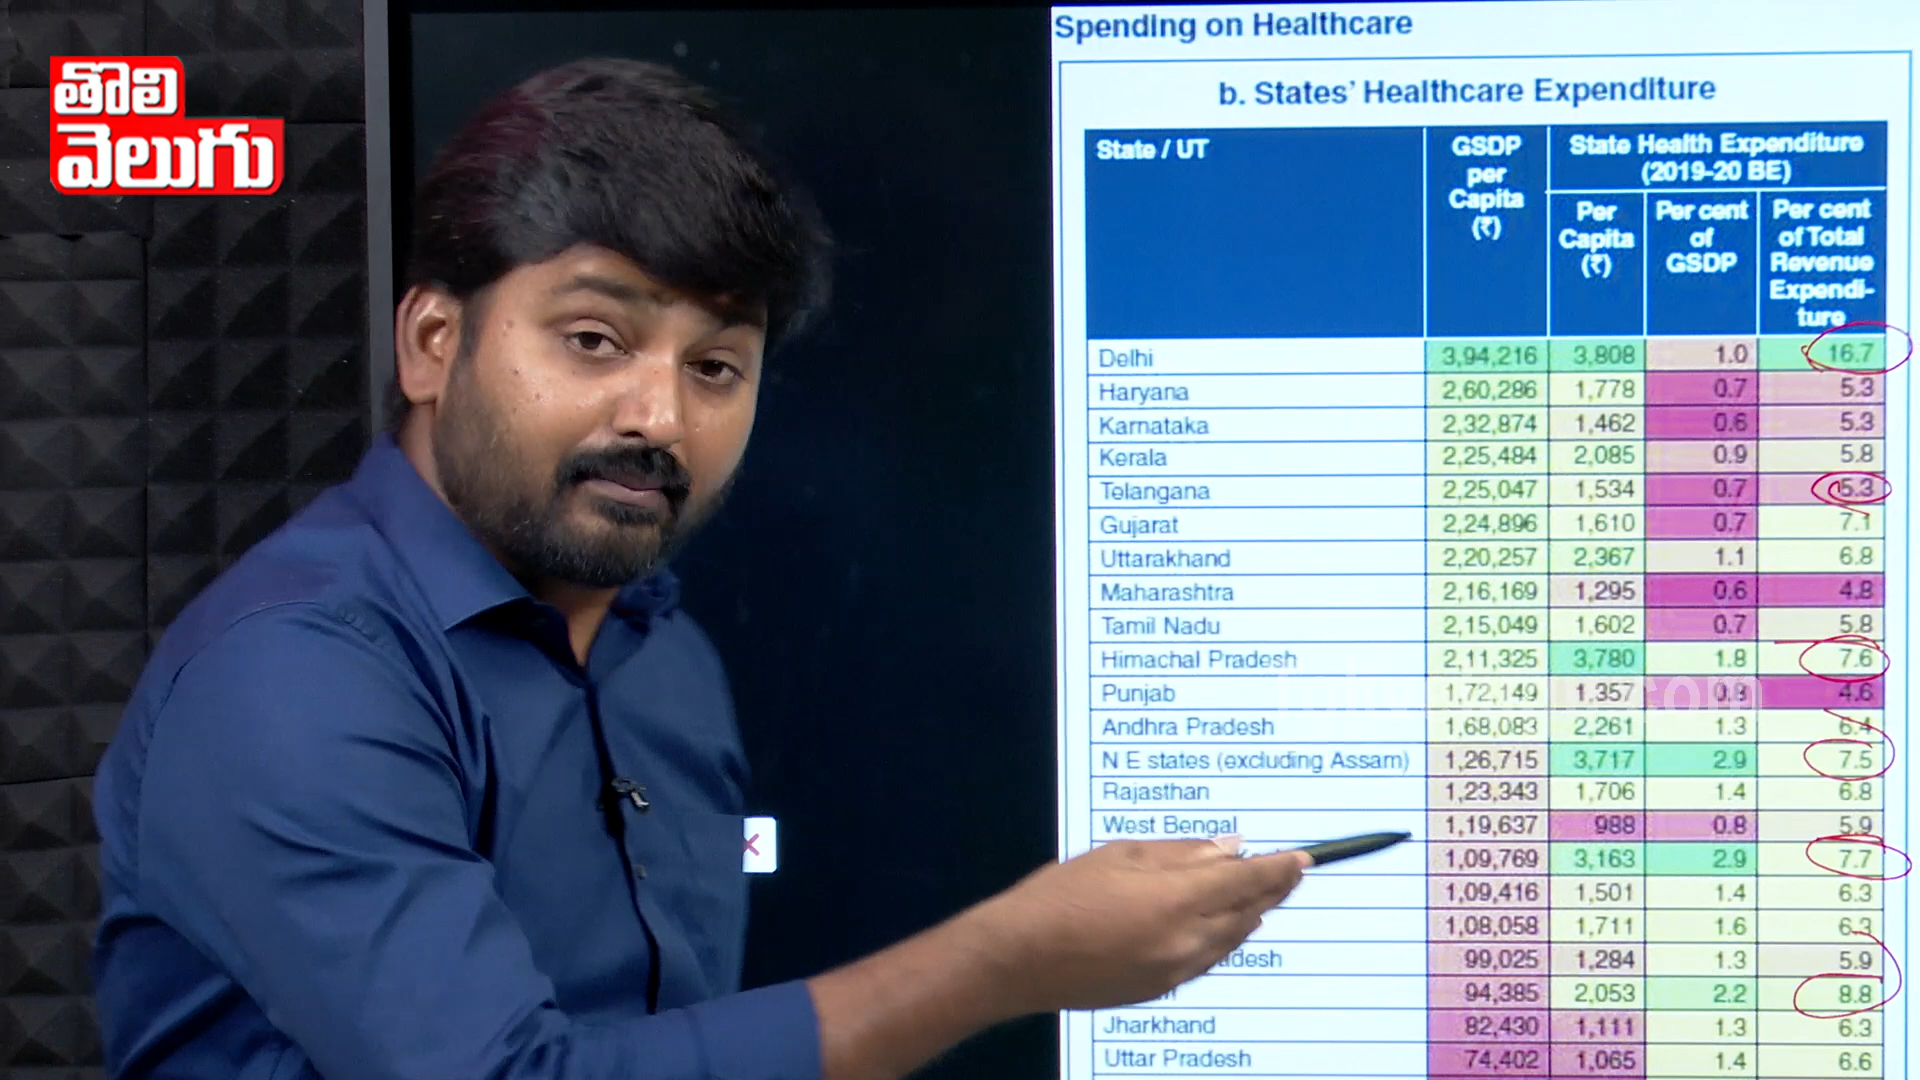 తొలి
వెలుగు
Spending on Healthcare
b. States' Healthcare Expenditure
State / UT
GSDP
per
Capita
(₹)
State Health Expenditure
(2019-20 BE)
Per
Capita
(₹)
Per cent
of
GSDP
Per cent
of Total
Revenue
Expendi-
ture
Delhi 3,94,216 3,808 1.0 16.7
Haryana 2,60,286 1,778 0.7 5.3
Karnataka 2,32,874 1,462 0.6 5.3
Kerala 2,25,484 2,085 0.9 5.8
Telangana 2,25,047 1,534 0.7 5.3
Gujarat 2,24,896 1,610 0.7 7.1
Uttarakhand 2,20,257 2,367 1.1 6.8
Maharashtra 2,16,169 1,295 0.6 4.8
Tamil Nadu 2,15,049 1,602 0.7 5.8
Himachal Pradesh 2,11,325 3,780 1.8 7.6
Punjab 1,72,149 1,357 0.8 4.6
Andhra Pradesh 1,68,083 2,261 1.3 6.4
N E states (excluding Assam) 1,26,715 3,717 2.9 7.5
Rajasthan 1,23,343 1,706 1.4 6.8
West Bengal 1,19,637 988 0.8 5.9
1,09,769 3,163 2.9 7.7
1,09,416 1,501 1.4 6.3
1,08,058 1,711 1.6 6.3
99,025 1,284 1.3 5.9
94,385 2,053 2.2 8.8
Jharkhand 82,430 1,111 1.3 6.3
Uttar Pradesh 74,402 1,065 1.4 6.6